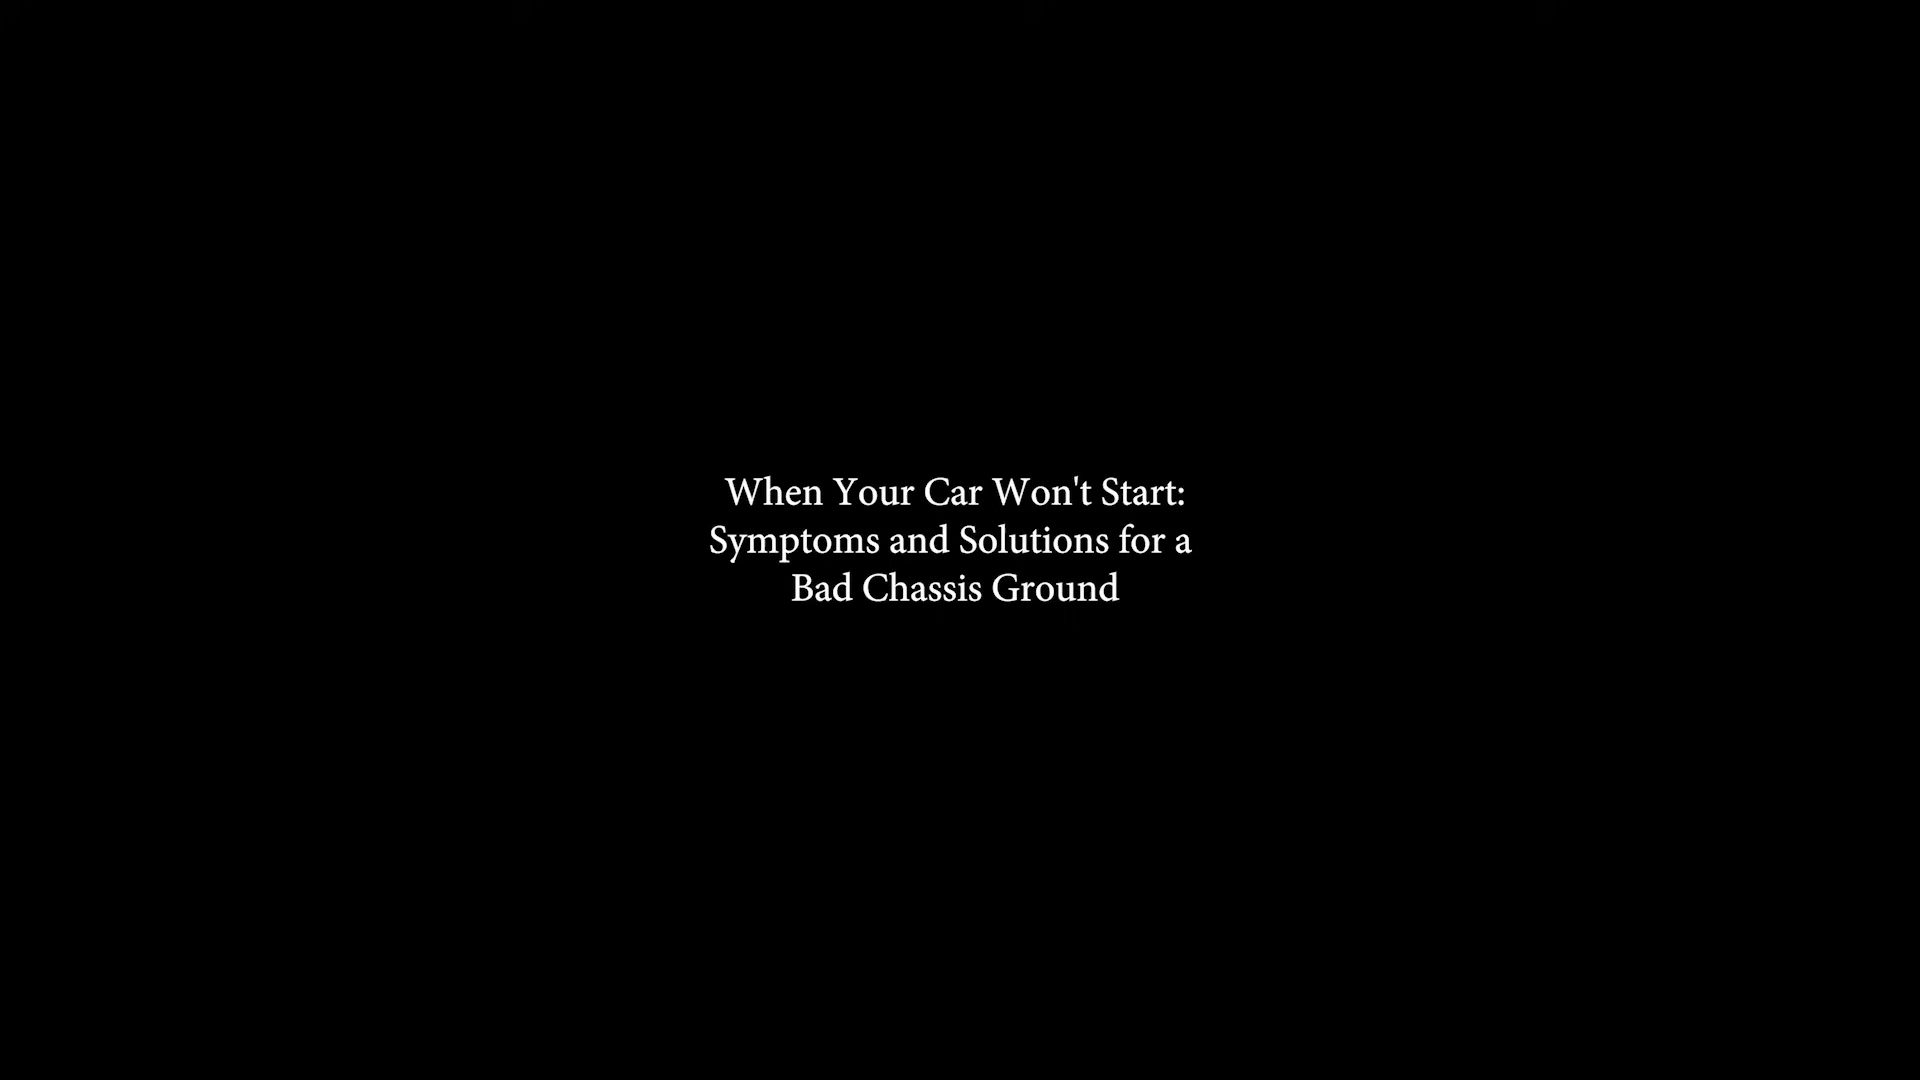 When Your Car Won't Start:
Symptoms and Solutions for a
Bad Chassis Ground